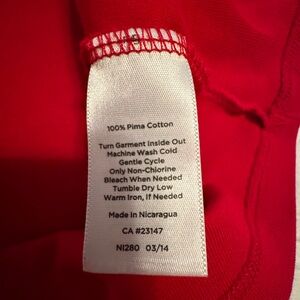 100% Pima Cotton
Turn Garment Inside Out
Machine Wash Cold
Gentle Cycle
Only Non-Chlorine
Bleach When Needed
Tumble Dry Low
Warm Iron, If Needed
Made in Nicaragua
CA #23147
NI280 03/14